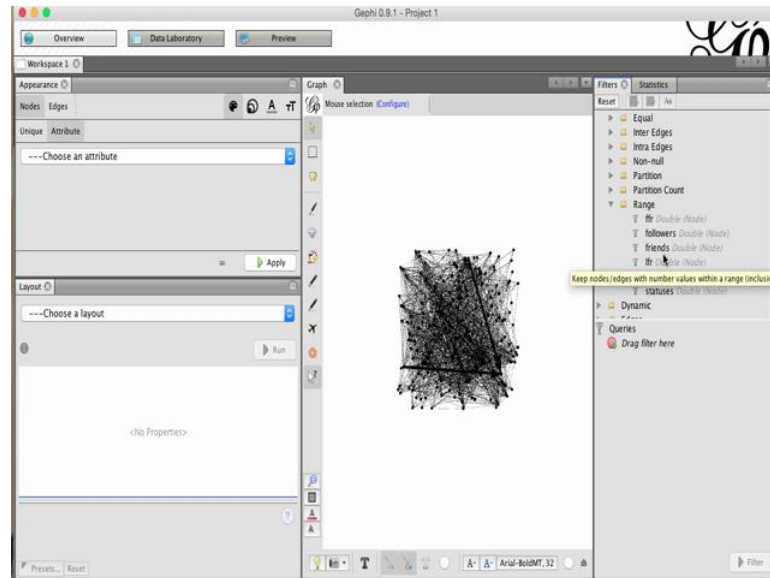 Gephi 0.9.1 - Project 1
Overview
Data Laboratory
Preview
Workspace 1
Appearance
Nodes Edges
Unique Attribute
---Choose an attribute
Apply
Layout
---Choose a layout
Run
<No Properties>
Presets... Reset
Graph
Mouse selection (Configure)
T A- A- Arial-BoldMT, 32
Filters Statistics
Reset
Equal
Inter Edges
Intra Edges
Non-null
Partition
Partition Count
Range
ffr Double (Node)
followers Double (Node)
friends Double (Node)
lfr Double (Node)
Keep nodes/edges with number values within a range (inclusiv
statuses Double (Node)
Dynamic
Queries
Drag filter here
Filter